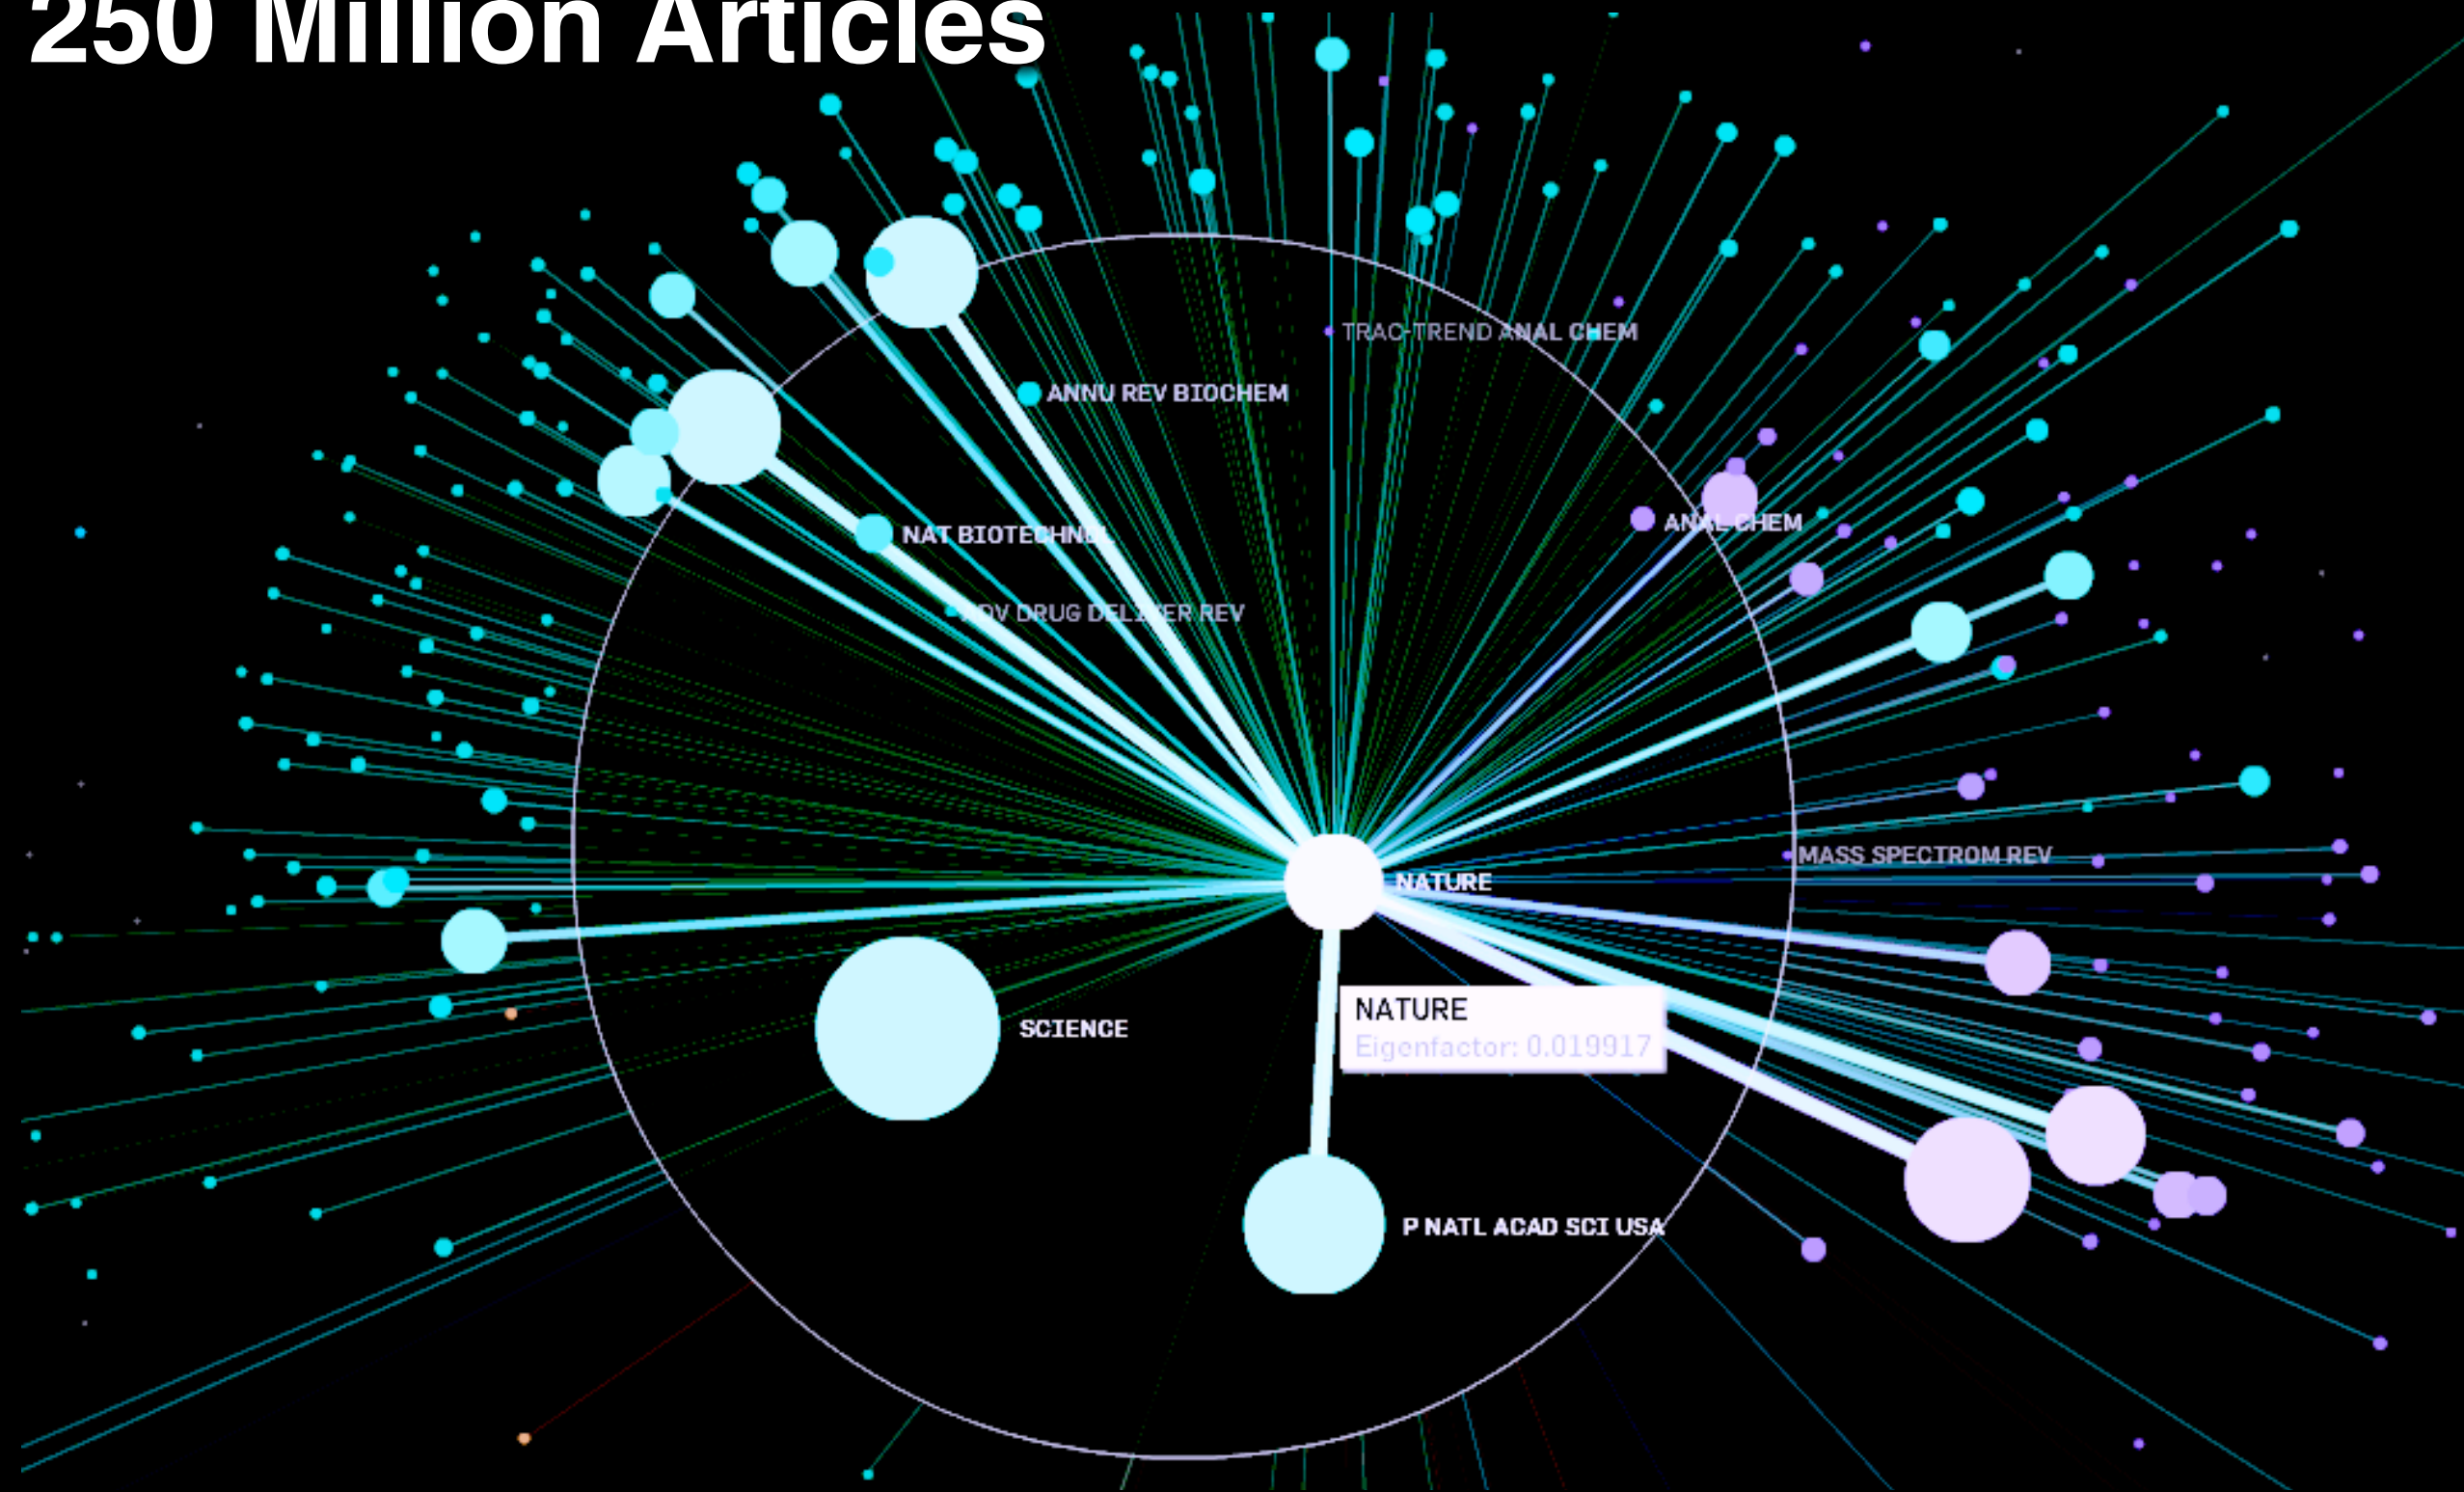 250 Million Articles
TRAC-TREND ANAL CHEM
ANNU REV BIOCHEM
ANAL CHEM
NAT BIOTECHNOL
ADV DRUG DELIVER REV
MASS SPECTROM REV
NATURE
NATURE
Eigenfactor: 0.019917
SCIENCE
P NATL ACAD SCI USA